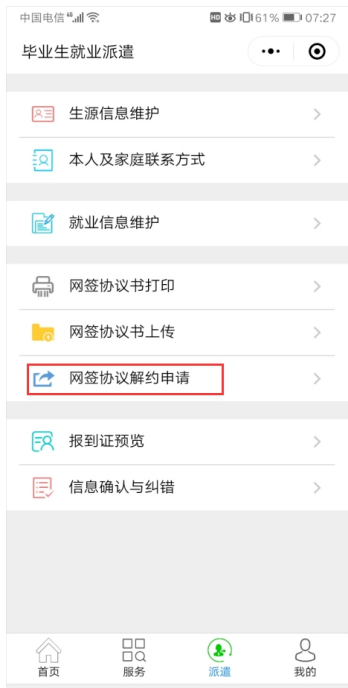 中国电信 61% 07:27
毕业生就业派遣
生源信息维护
本人及家庭联系方式
就业信息维护
网签协议书打印
网签协议书上传
网签协议解约申请
报到证预览
信息确认与纠错
首页 服务 派遣 我的